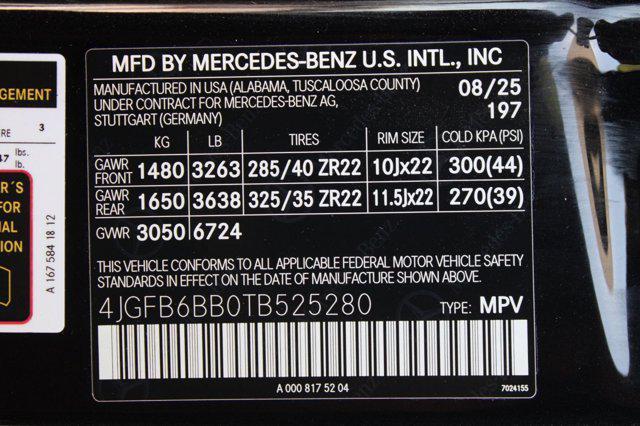 MFD BY MERCEDES-BENZ U.S. INTL., INC
MANUFACTURED IN USA (ALABAMA, TUSCALOOSA COUNTY) 08/25
UNDER CONTRACT FOR MERCEDES-BENZ AG, 197
STUTTGART (GERMANY)
KG LB TIRES RIM SIZE COLD KPA (PSI)
GAWR FRONT 1480 3263 285/40 ZR22 10Jx22 300(44)
GAWR REAR 1650 3638 325/35 ZR22 11.5Jx22 270(39)
GVWR 3050 6724
THIS VEHICLE CONFORMS TO ALL APPLICABLE FEDERAL MOTOR VEHICLE SAFETY
STANDARDS IN EFFECT ON THE DATE OF MANUFACTURE SHOWN ABOVE.
4JGFB6BB0TB525280 TYPE: MPV
A 000 817 52 04 7024155
GEMENT
3
47 lbs.
lb.
R´S
FOR
A 167 584 18 12